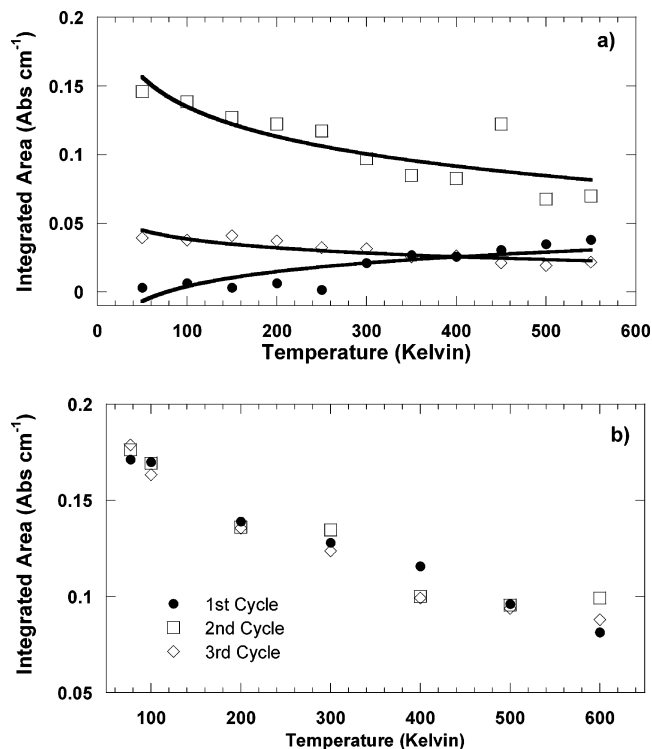 0.2
a)
0.15
0.1
0.05
0
Integrated Area (Abs cm⁻¹)
0 100 200 300 400 500 600
Temperature (Kelvin)
0.2
b)
0.15
0.1
0.05
Integrated Area (Abs cm⁻¹)
1st Cycle
2nd Cycle
3rd Cycle
100 200 300 400 500 600
Temperature (Kelvin)